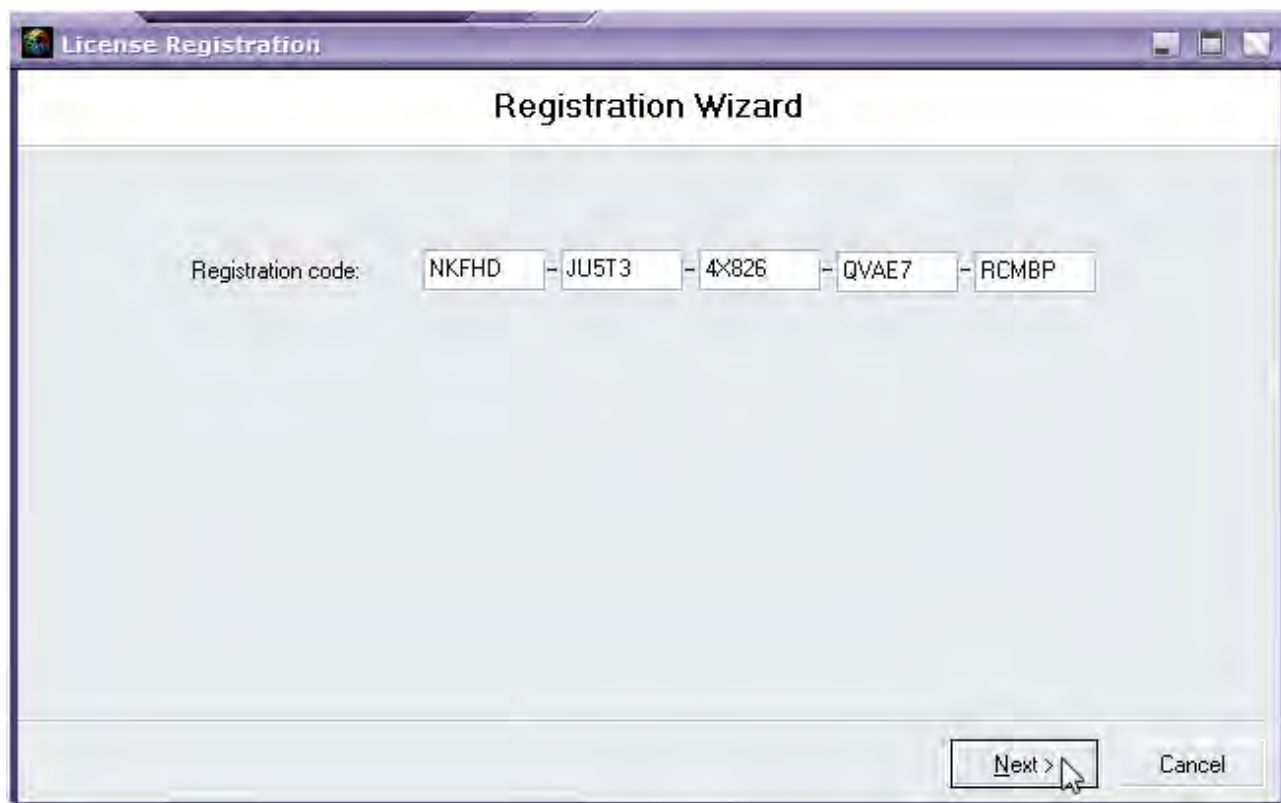 License Registration
Registration Wizard
Registration code: NKFHD - JU5T3 - 4X826 - QVAE7 - RCMBP
Next > Cancel